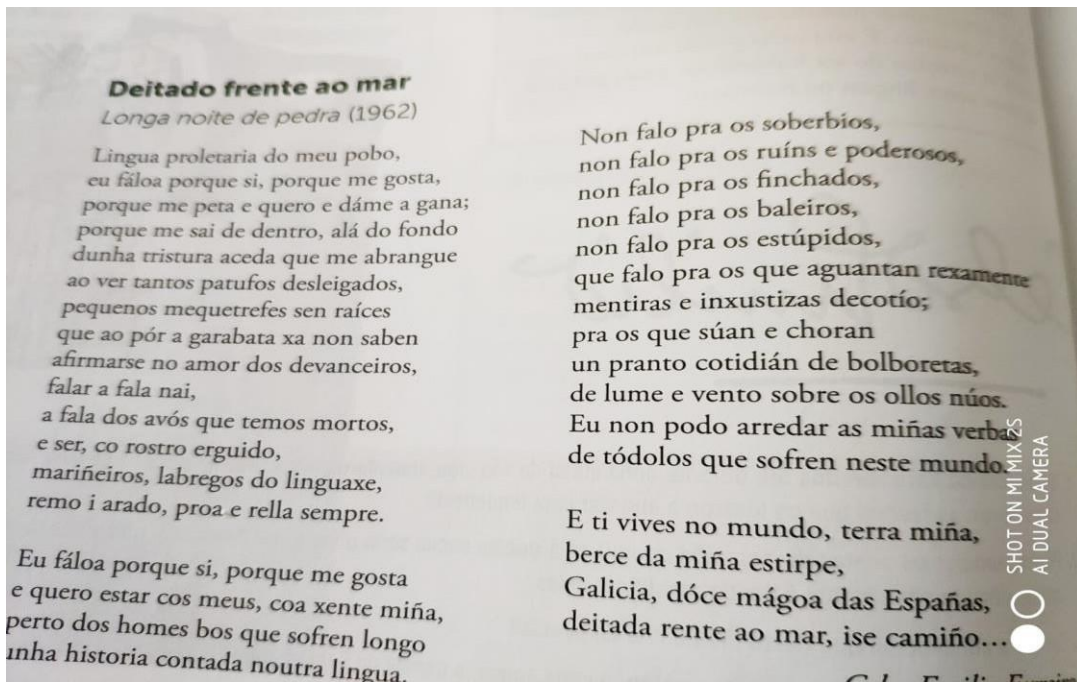 Deitado frente ao mar
Longa noite de pedra (1962)
Lingua proletaria do meu pobo,
eu fáloa porque si, porque me gosta,
porque me peta e quero e dáme a gana;
porque me sai de dentro, alá do fondo
dunha tristura aceda que me abrangue
ao ver tantos patufos desleigados,
pequenos mequetrefes sen raíces
que ao pór a garabata xa non saben
afirmarse no amor dos devanceiros,
falar a fala nai,
a fala dos avós que temos mortos,
e ser, co rostro erguido,
mariñeiros, labregos do linguaxe,
remo i arado, proa e rella sempre.
Eu fáloa porque si, porque me gosta
e quero estar cos meus, coa xente miña,
perto dos homes bos que sofren longo
unha historia contada noutra lingua.
Non falo pra os soberbios,
non falo pra os ruíns e poderosos,
non falo pra os finchados,
non falo pra os baleiros,
non falo pra os estúpidos,
que falo pra os que aguantan rexamente
mentiras e inxustizas decotío;
pra os que súan e choran
un pranto cotidián de bolboretas,
de lume e vento sobre os ollos núos.
Eu non podo arredar as miñas verbas
de tódolos que sofren neste mundo.
E ti vives no mundo, terra miña,
berce da miña estirpe,
Galicia, dóce mágoa das Españas,
deitada rente ao mar, ise camiño...
SHOT ON MI MIX 2S
AI DUAL CAMERA